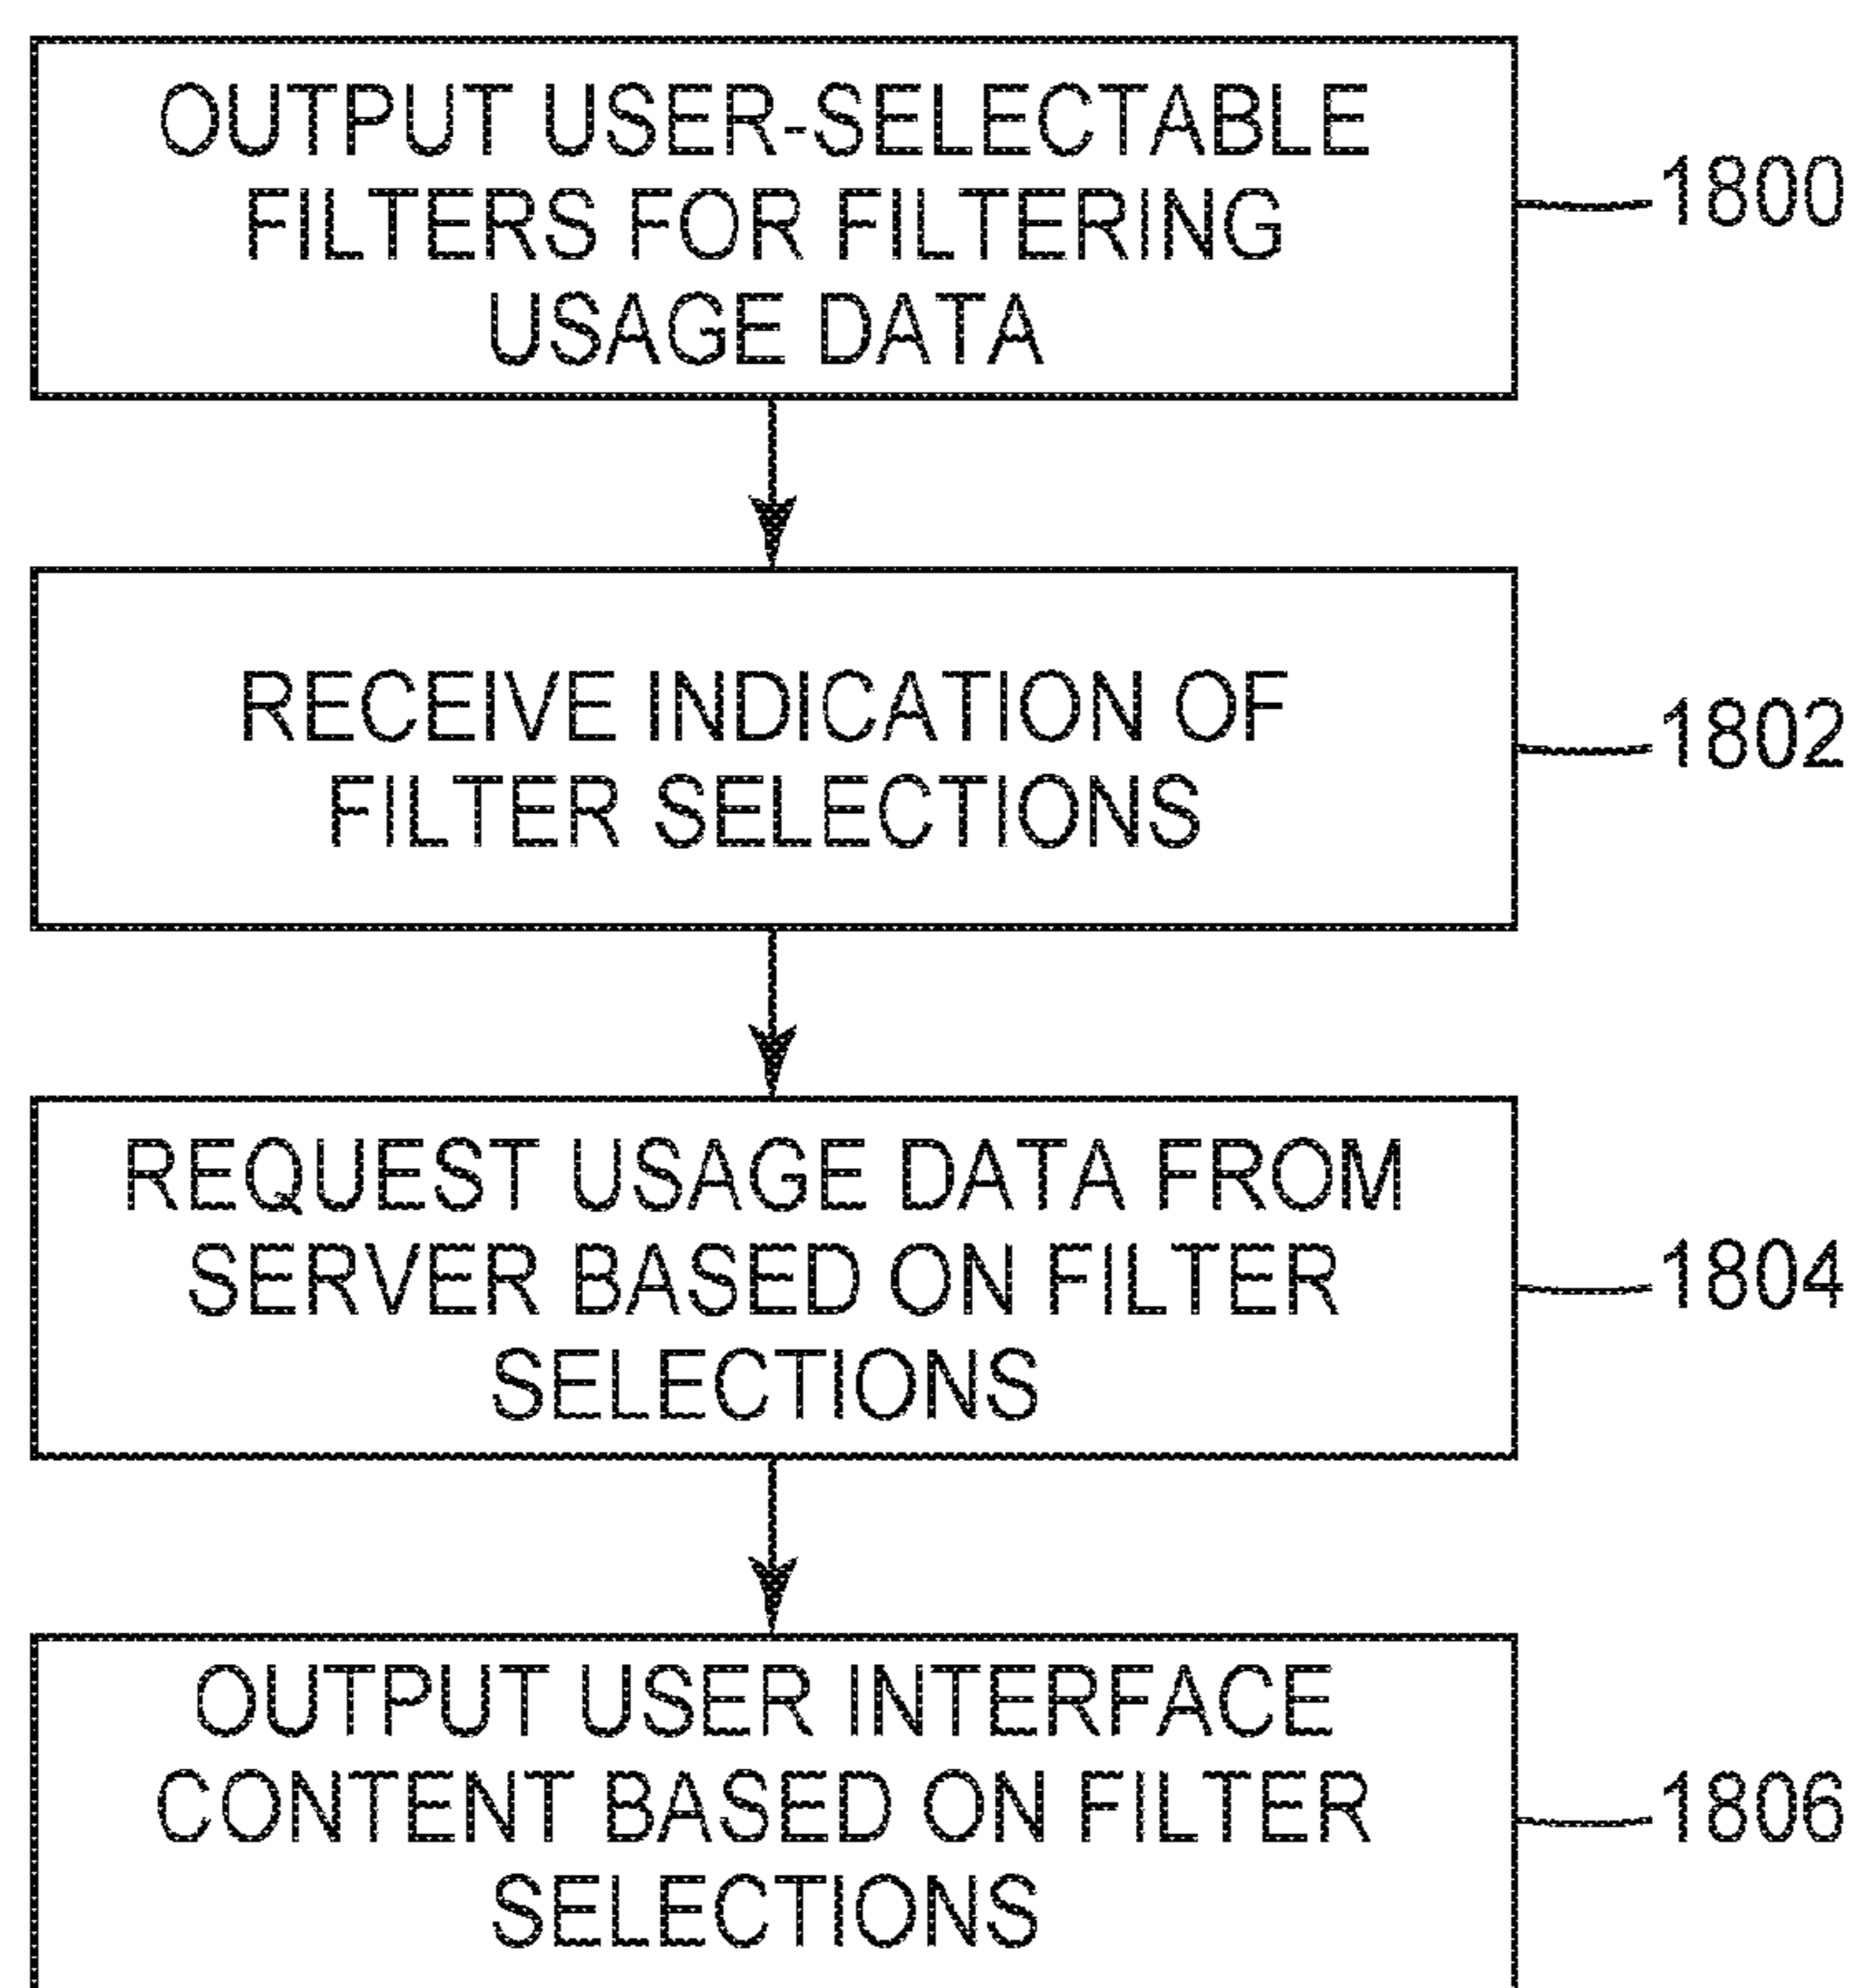 OUTPUT USER-SELECTABLE
FILTERS FOR FILTERING
USAGE DATA
1800
RECEIVE INDICATION OF
FILTER SELECTIONS
1802
REQUEST USAGE DATA FROM
SERVER BASED ON FILTER
SELECTIONS
1804
OUTPUT USER INTERFACE
CONTENT BASED ON FILTER
SELECTIONS
1806